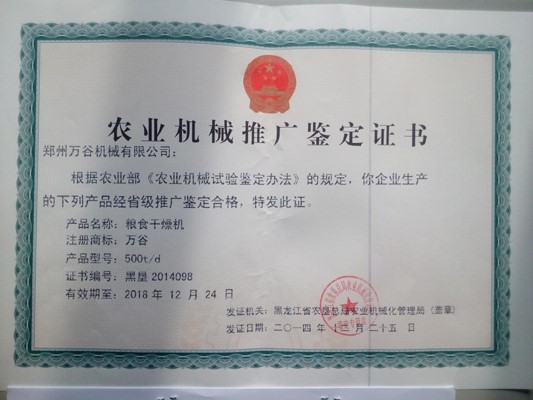 农业机械推广鉴定证书
郑州万谷机械有限公司：
根据农业部《农业机械试验鉴定办法》的规定，你企业生产
的下列产品经省级推广鉴定合格，特发此证。
产品名称：粮食干燥机
注册商标：万谷
产品型号：500t/d
证书编号：黑垦 2014098
有效期至：2018 年 12 月 24 日
发证机关：黑龙江省农垦总局农业机械化管理局（盖章）
发证日期：二〇一四年 十二月二十五日